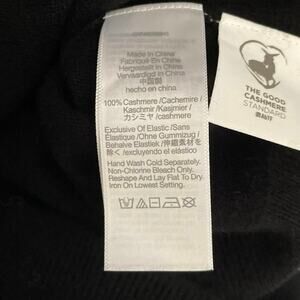 Made In China
Fabriqué En Chine
Hergestellt In China
Vervaardigd in China
中国製
hecho en china
100% Cashmere /Cachemire /
Kaschmir /Kasjmier /
カシミヤ /cashmere
Exclusive Of Elastic /Sans
Elastique /Ohne Gummizug /
Behalve Elastiek /伸縮素材を
除く /excluyendo el elástico
Hand Wash Cold Separately.
Non-Chlorine Bleach Only.
Reshape And Lay Flat To Dry.
Iron On Lowest Setting.
THE GOOD
CASHMERE
STANDARD
BY AbTF